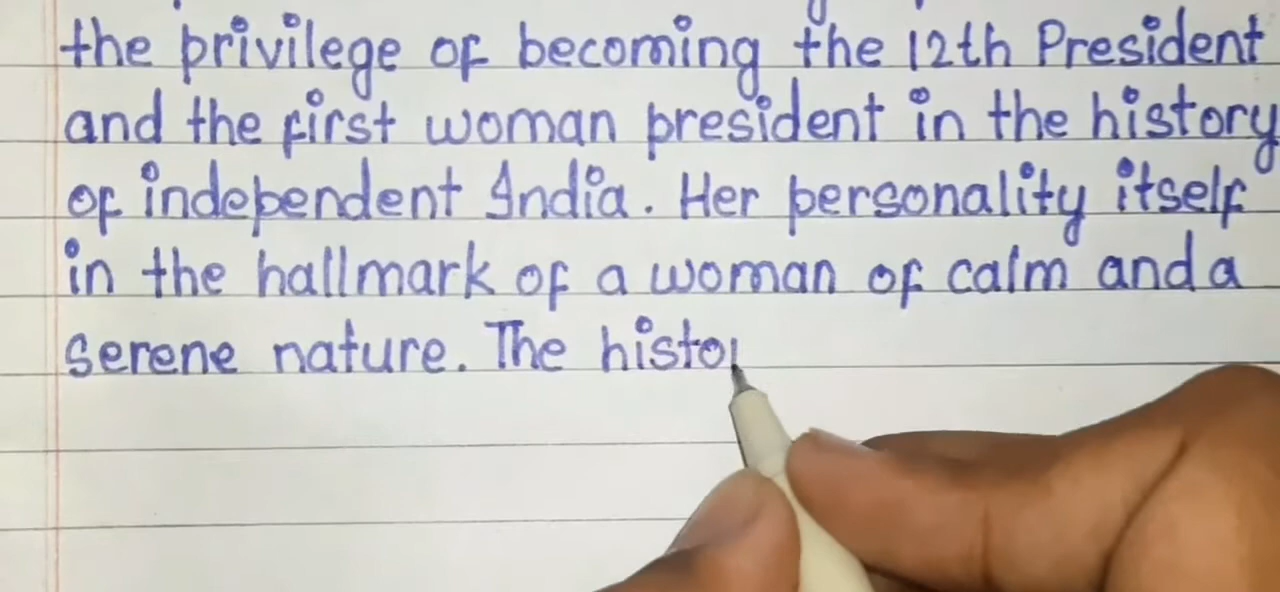 the privilege of becoming the 12th President
and the first woman president in the history
of independent India. Her personality itself
in the hallmark of a woman of calm and a
serene nature. The histo